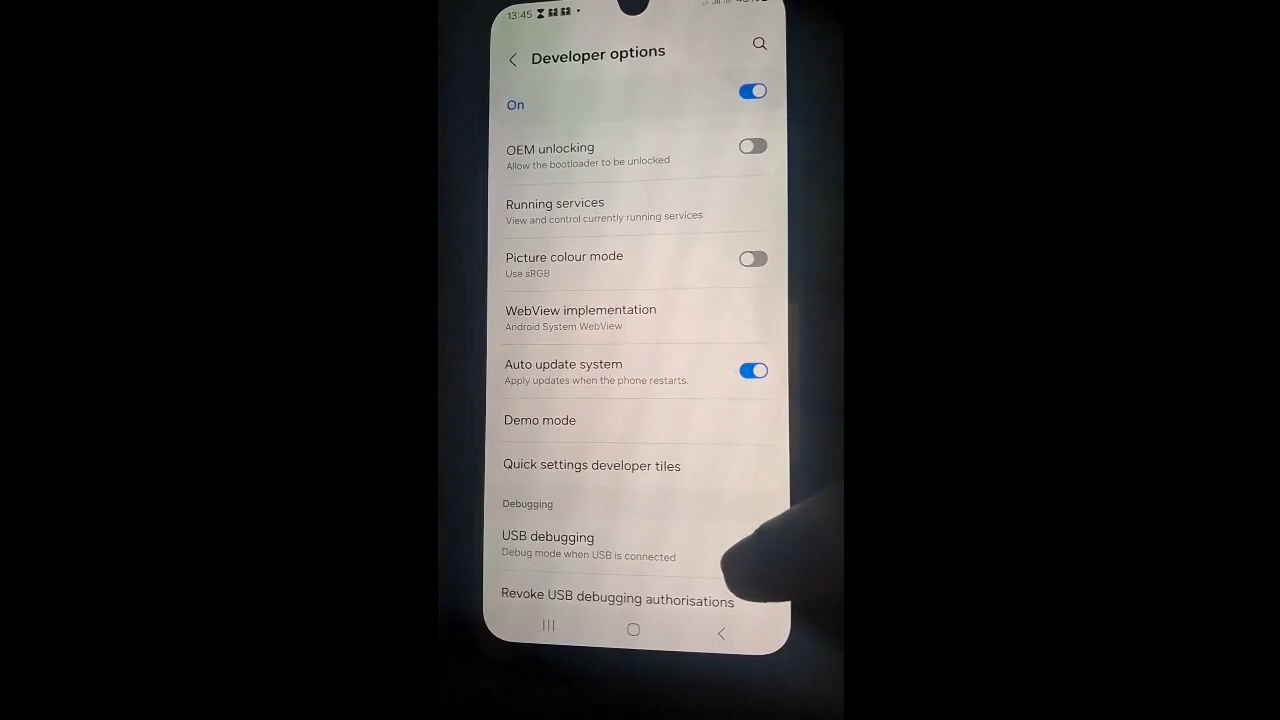 13:45
Developer options
On
OEM unlocking
Allow the bootloader to be unlocked
Running services
View and control currently running services
Picture colour mode
Use sRGB
WebView implementation
Android System WebView
Auto update system
Apply updates when the phone restarts.
Demo mode
Quick settings developer tiles
Debugging
USB debugging
Debug mode when USB is connected
Revoke USB debugging authorisations